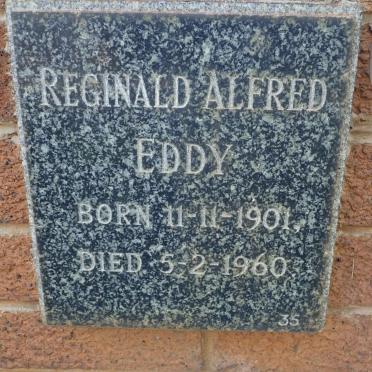 REGINALD ALFRED
EDDY
BORN 11-11-1901,
DIED 5-2-1960
35